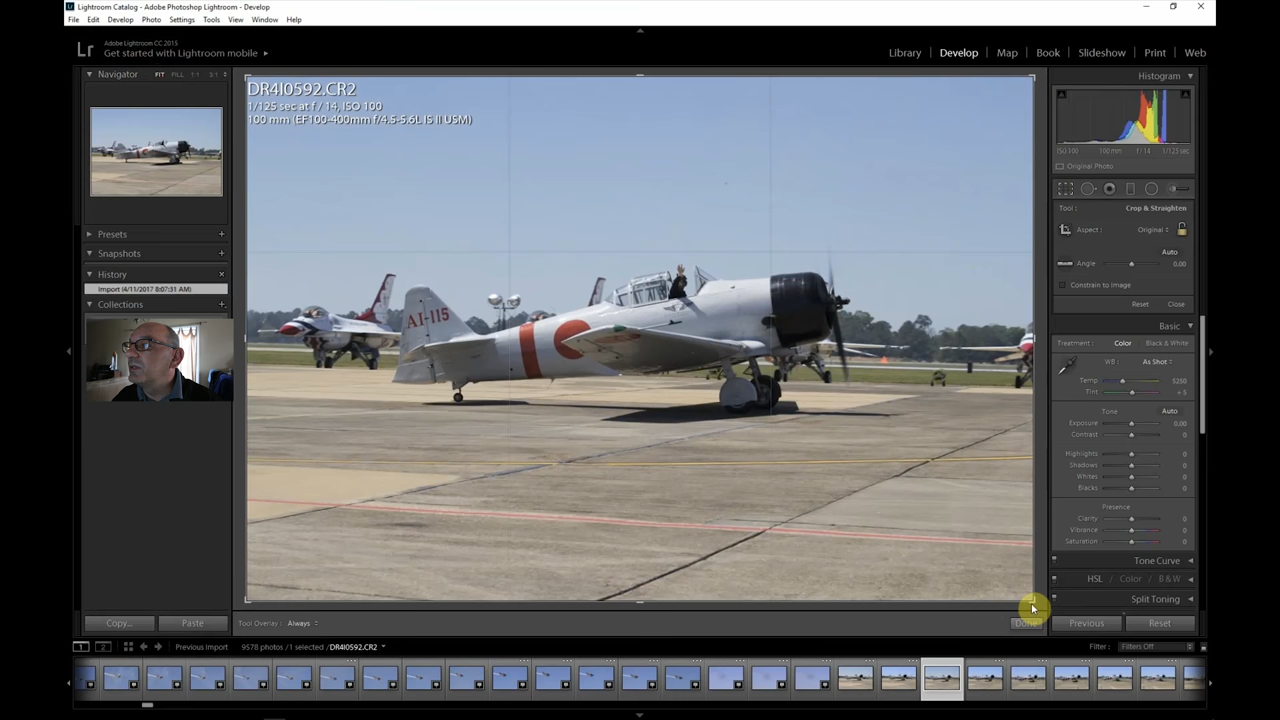 Lightroom Catalog - Adobe Photoshop Lightroom - Develop
File Edit Develop Photo Settings Tools View Window Help
Lr Adobe Lightroom CC 2015
Get started with Lightroom mobile
Library Develop Map Book Slideshow Print Web
Navigator FIT FILL 1:1 3:1
Histogram
DR4I0592.CR2
1/125 sec at f / 14, ISO 100
100 mm (EF100-400mm f/4.5-5.6L IS II USM)
ISO 100 100 mm f / 14 1/125 sec
Original Photo
Tool: Crop & Straighten
Aspect: Original
Auto
Angle 0.00
Constrain to image
Reset Close
Presets
Snapshots
History
Import (4/11/2017 8:07:31 AM)
Collections
AI-115
Basic
Treatment: Color Black & White
WB: As Shot
Temp 5250
Tint + 5
Tone Auto
Exposure 0.00
Contrast 0
Highlights 0
Shadows 0
Whites 0
Blacks 0
Presence
Clarity 0
Vibrance 0
Saturation 0
Tone Curve
HSL / Color / B & W
Split Toning
Copy... Paste
Tool Overlay: Always
Done
Previous Reset
1 2 Previous Import 9578 photos / 1 selected / DR4I0592.CR2
Filter: Filters Off